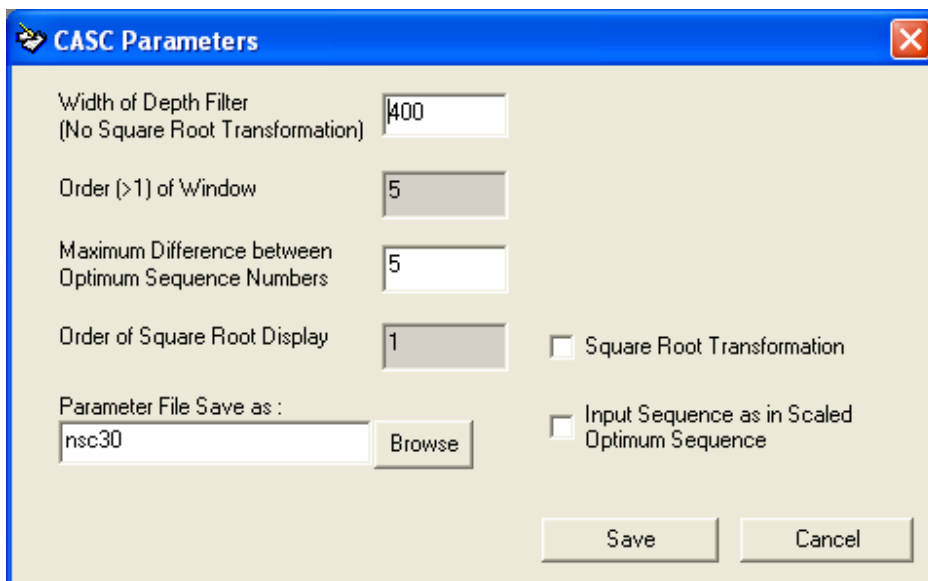 CASC Parameters
Width of Depth Filter
(No Square Root Transformation)
400
Order (>1) of Window
5
Maximum Difference between
Optimum Sequence Numbers
5
Order of Square Root Display
1
Square Root Transformation
Parameter File Save as :
nsc30
Browse
Input Sequence as in Scaled
Optimum Sequence
Save
Cancel